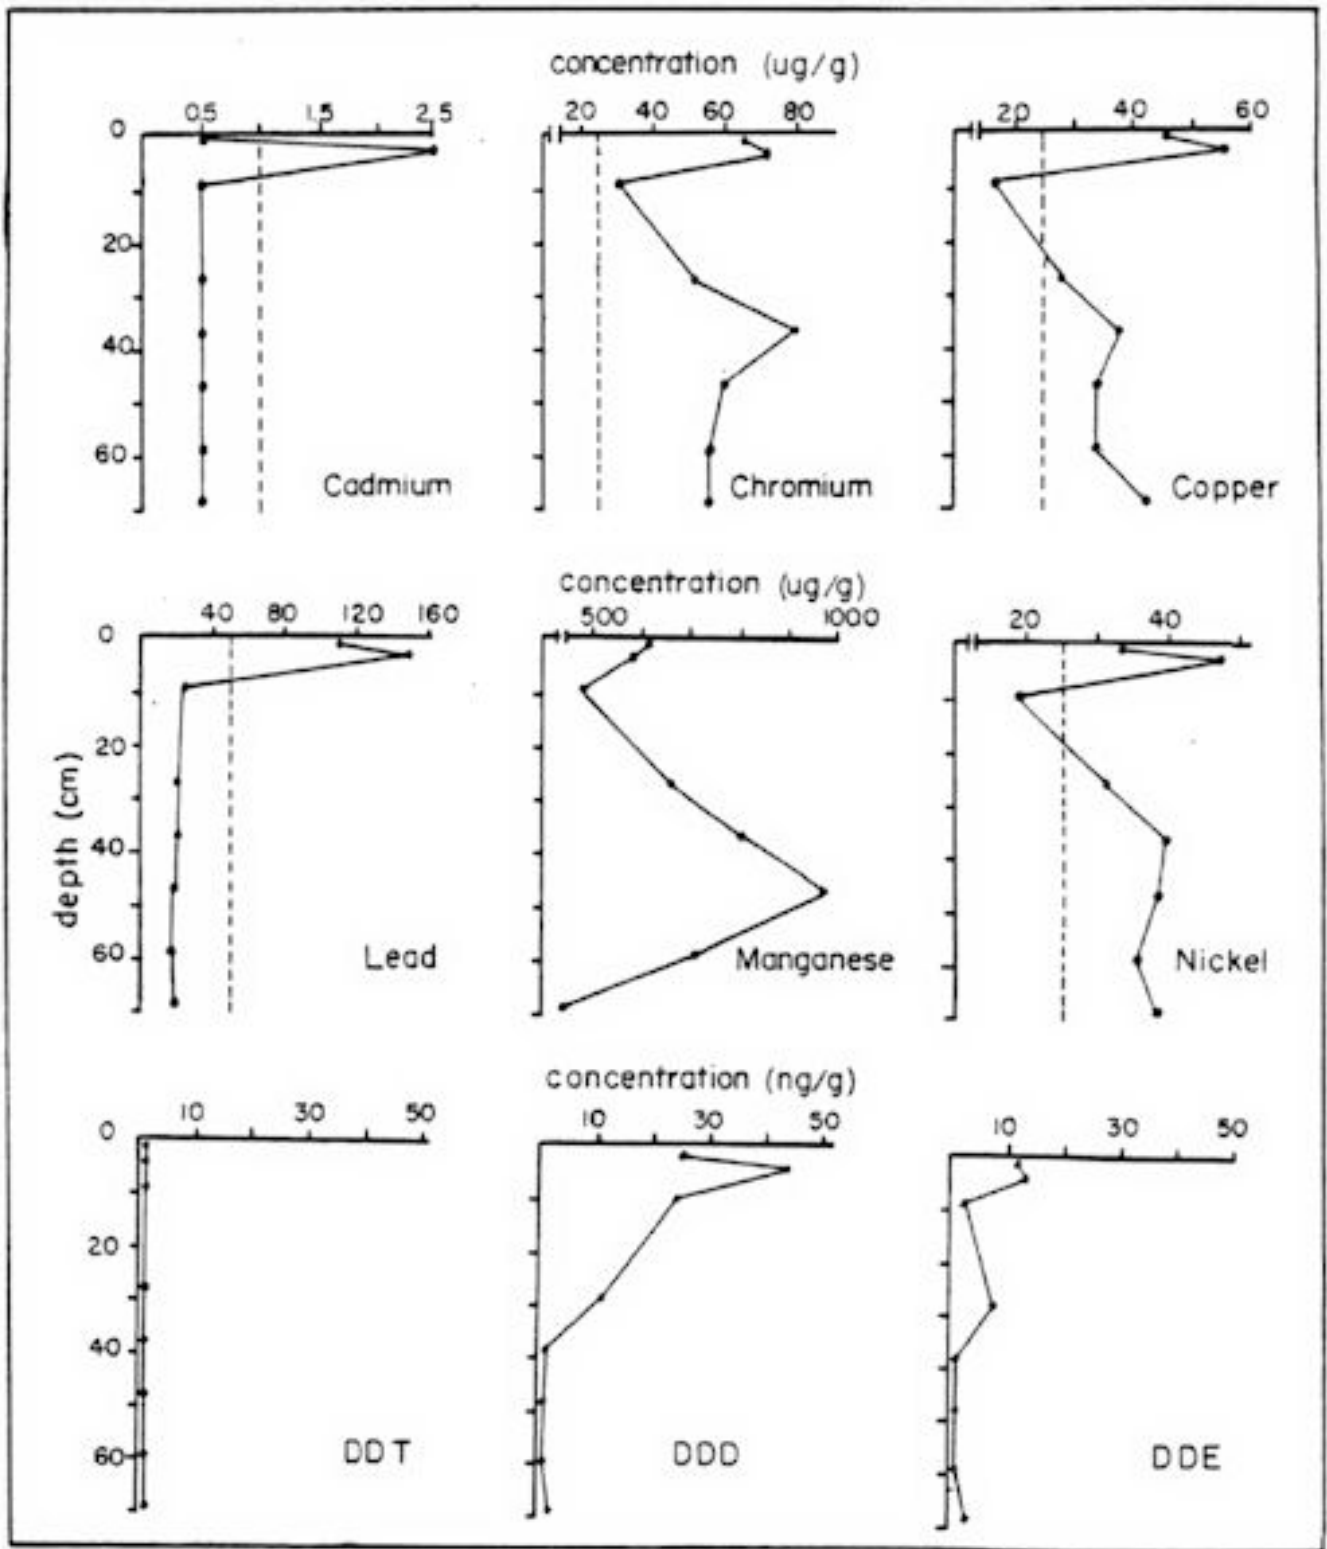 concentration (ug/g)
0.5 1.5 2.5
20 40 60 80
20 40 60
0
20
40
60
Cadmium
Chromium
Copper
concentration (ug/g)
40 80 120 160
500 1000
20 40
0
20
40
60
depth (cm)
Lead
Manganese
Nickel
concentration (ng/g)
10 30 50
10 30 50
10 30 50
0
20
40
60
DDT
DDD
DDE